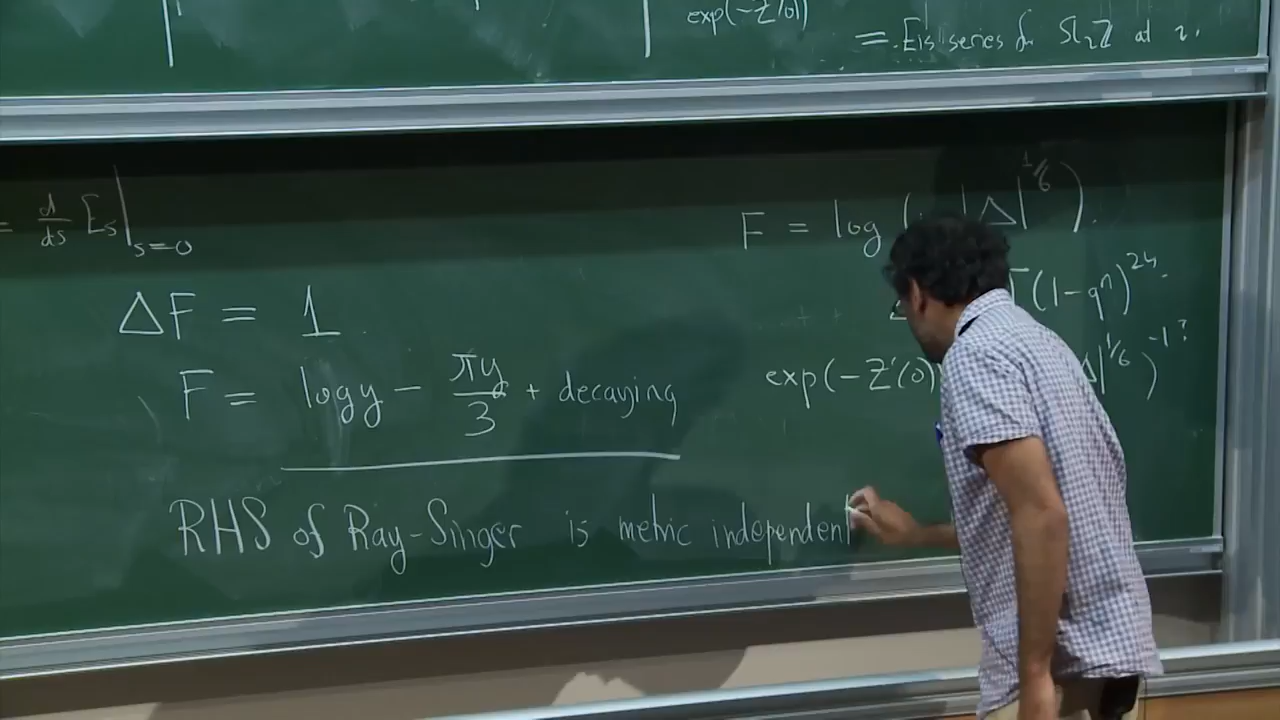 exp(-Z'(0))
= Eis series for SL₂Z at z.
= d/ds E_s |_{s=0}
ΔF = 1
F = log y - πy/3 + decaying
RHS of Ray-Singer is metric independent
F = log ( |Δ|^{1/6} ).
(1-qⁿ)^{24}.
exp(-Z'(0) Δ|^{1/6} )^{-1?}